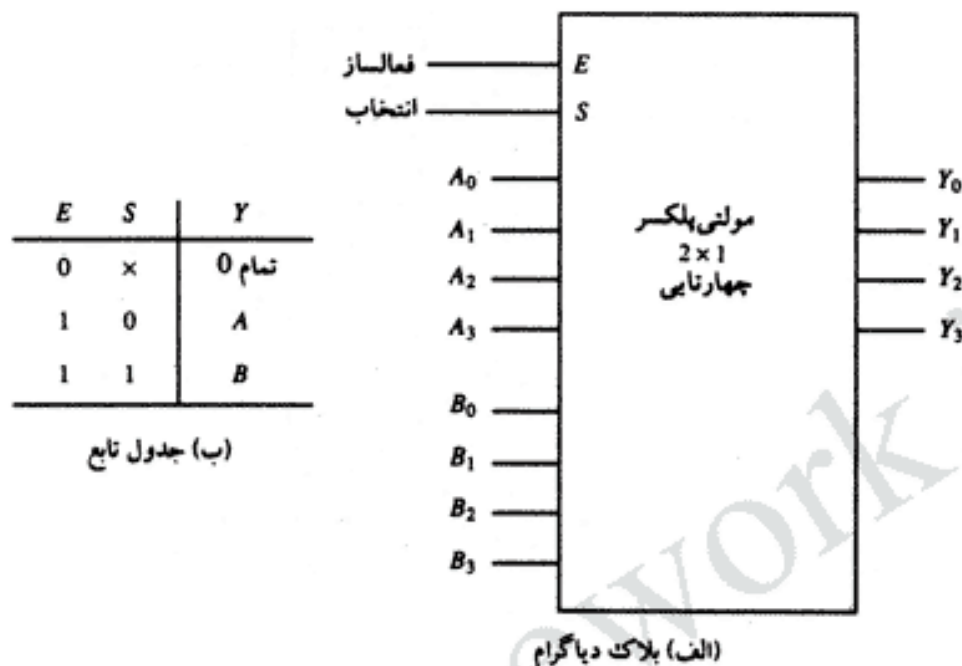 فعالساز E
انتخاب S
A0 Y0
A1 مولتی‌پلکسر Y1
2 × 1
A2 چهارتایی Y2
A3 Y3
B0
B1
B2
B3
(الف) بلاک دیاگرام
E S Y
0 × تمام 0
1 0 A
1 1 B
(ب) جدول تابع